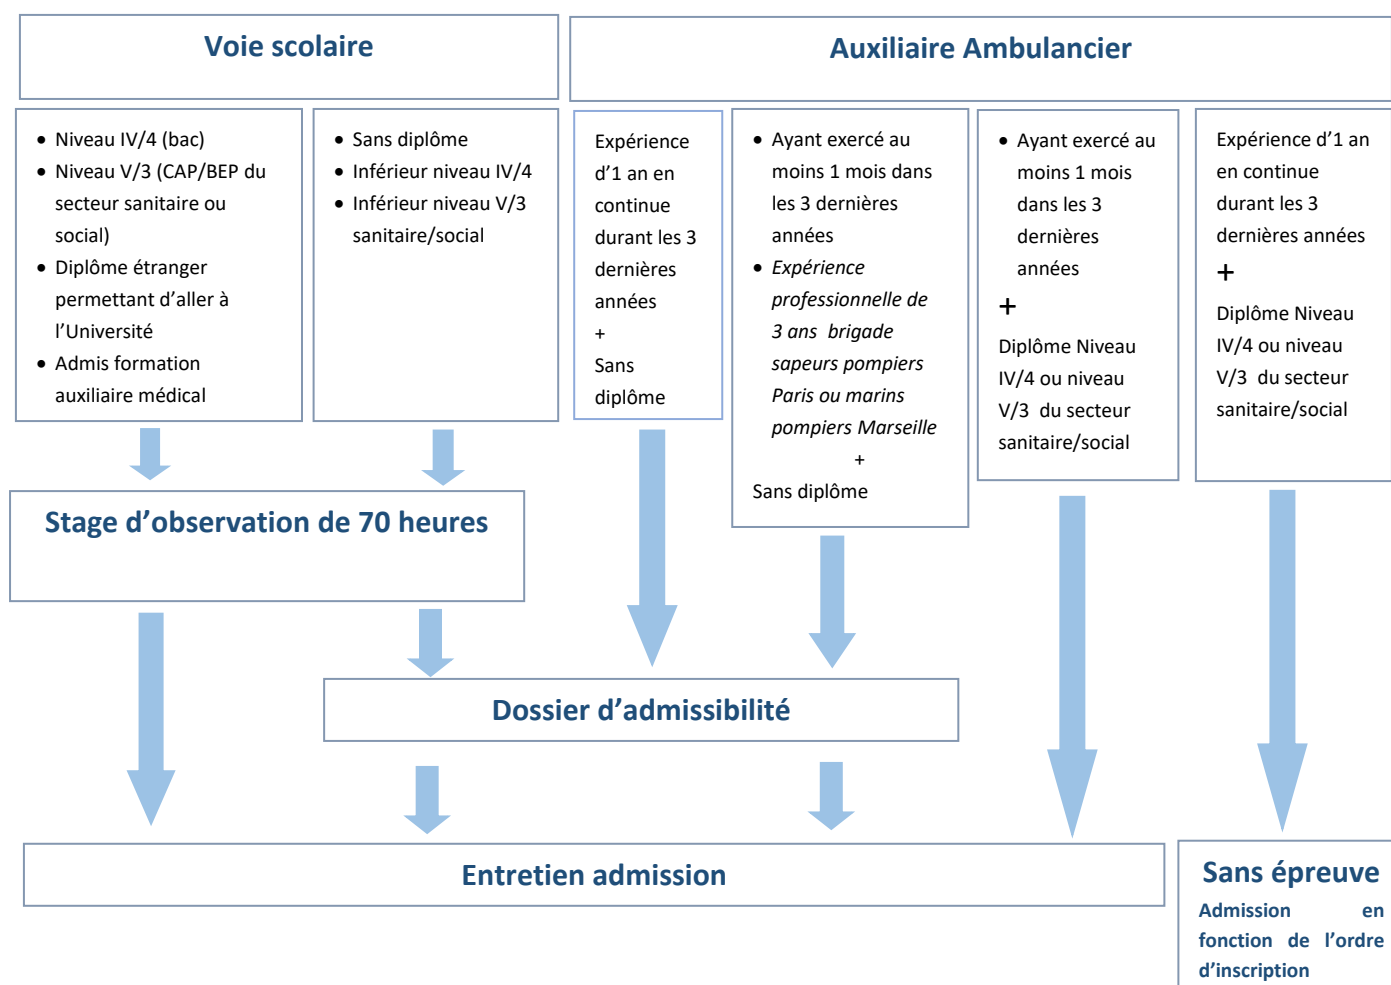 Voie scolaire
Auxiliaire Ambulancier
• Niveau IV/4 (bac)
• Niveau V/3 (CAP/BEP du
secteur sanitaire ou
social)
• Diplôme étranger
permettant d’aller à
l’Université
• Admis formation
auxiliaire médical
• Sans diplôme
• Inférieur niveau IV/4
• Inférieur niveau V/3
sanitaire/social
Expérience
d’1 an en
continue
durant les 3
dernières
années
+
Sans
diplôme
• Ayant exercé au
moins 1 mois dans
les 3 dernières
années
• Expérience
professionnelle de
3 ans brigade
sapeurs pompiers
Paris ou marins
pompiers Marseille
+
Sans diplôme
• Ayant exercé au
moins 1 mois
dans les 3
dernières
années
+
Diplôme Niveau
IV/4 ou niveau
V/3 du secteur
sanitaire/social
Expérience d’1 an
en continue
durant les 3
dernières années
+
Diplôme Niveau
IV/4 ou niveau
V/3 du secteur
sanitaire/social
Stage d’observation de 70 heures
Dossier d’admissibilité
Entretien admission
Sans épreuve
Admission en
fonction de l’ordre
d’inscription